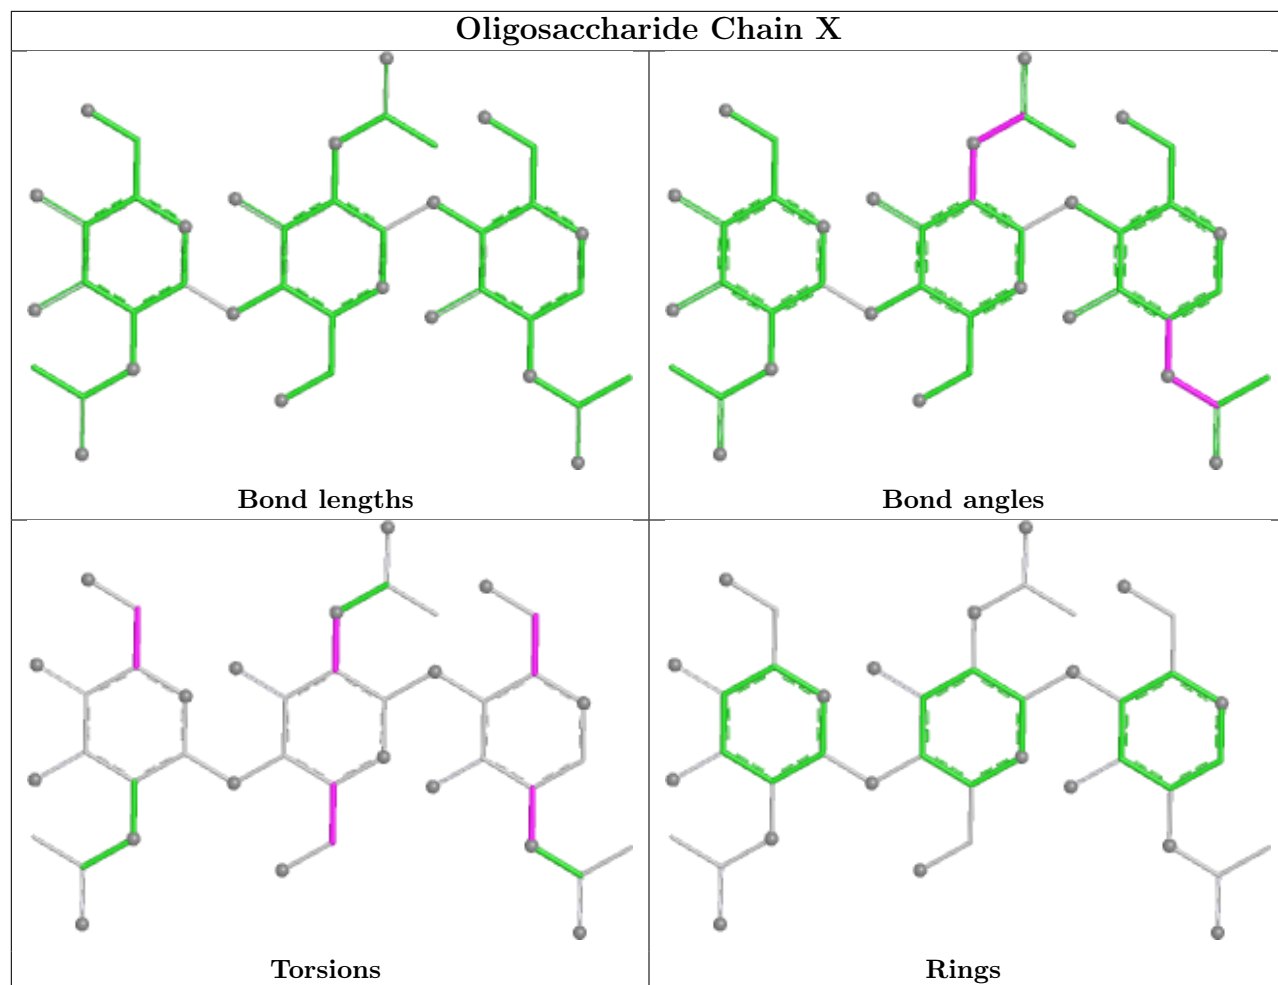 Oligosaccharide Chain X
Bond lengths
Bond angles
Torsions
Rings